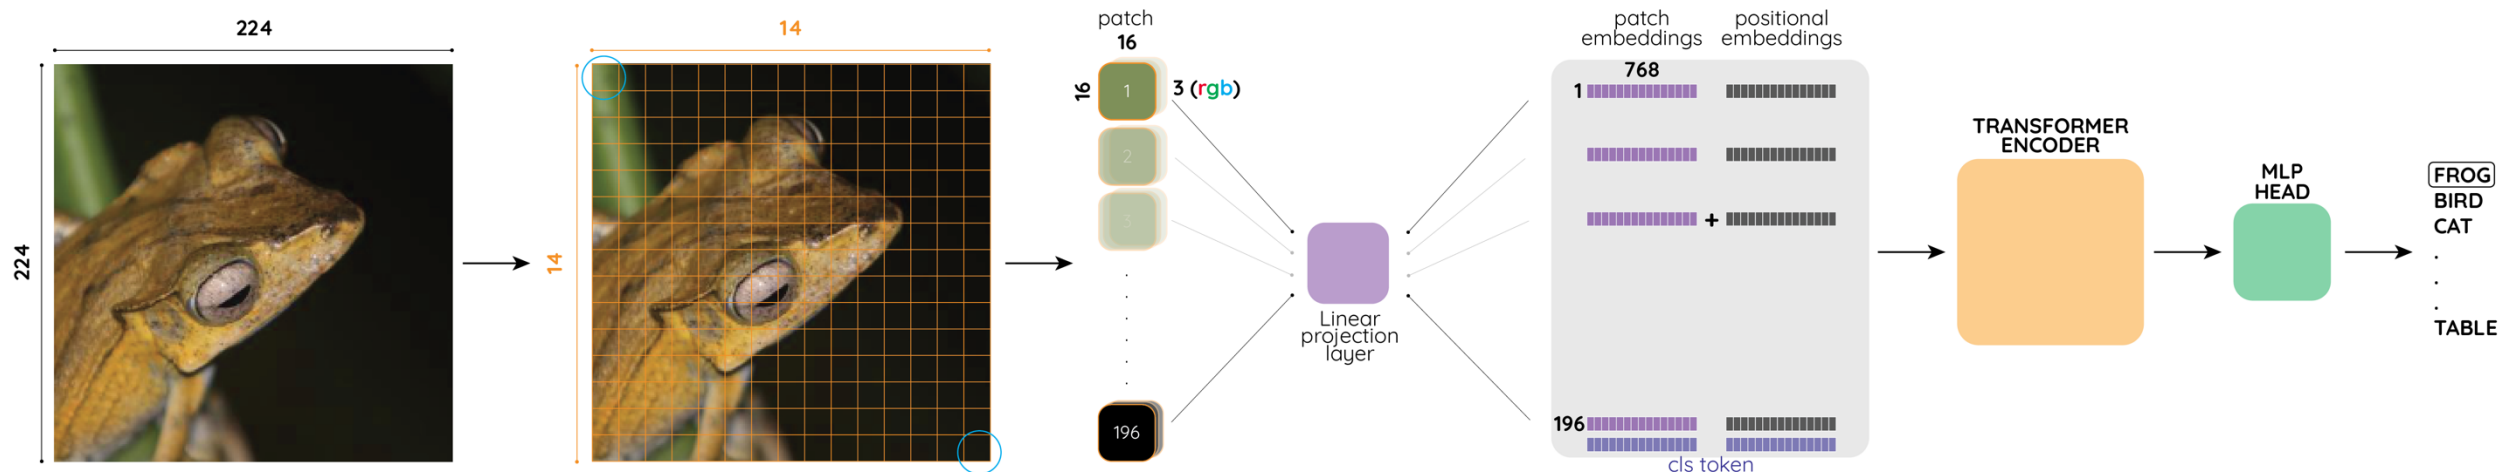 224
224
14
14
patch
16
16
3 (rgb)
1
2
3
196
Linear
projection
layer
patch
embeddings
positional
embeddings
768
1
+
196
cls token
TRANSFORMER
ENCODER
MLP
HEAD
FROG
BIRD
CAT
.
.
.
TABLE